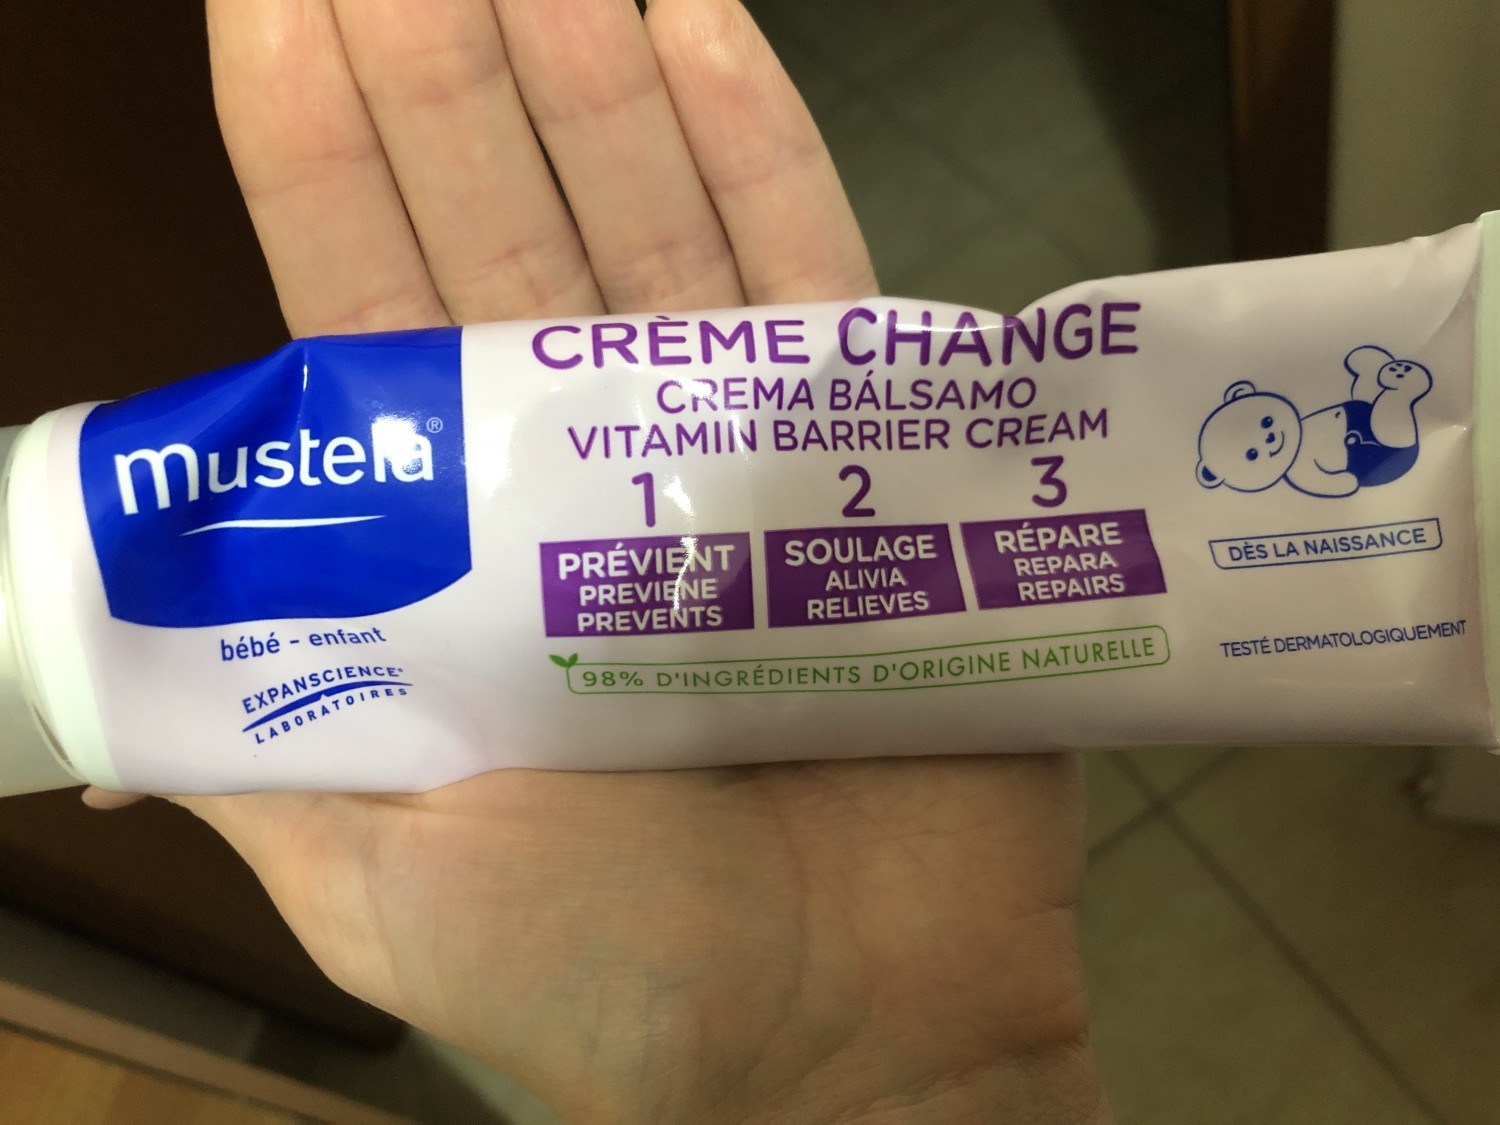 mustela®
bébé - enfant
EXPANSCIENCE®
LABORATOIRES
CRÈME CHANGE
CREMA BÁLSAMO
VITAMIN BARRIER CREAM
1 2 3
PRÉVIENT
PREVIENE
PREVENTS
SOULAGE
ALIVIA
RELIEVES
RÉPARE
REPARA
REPAIRS
98% D'INGRÉDIENTS D'ORIGINE NATURELLE
DÈS LA NAISSANCE
TESTÉ DERMATOLOGIQUEMENT